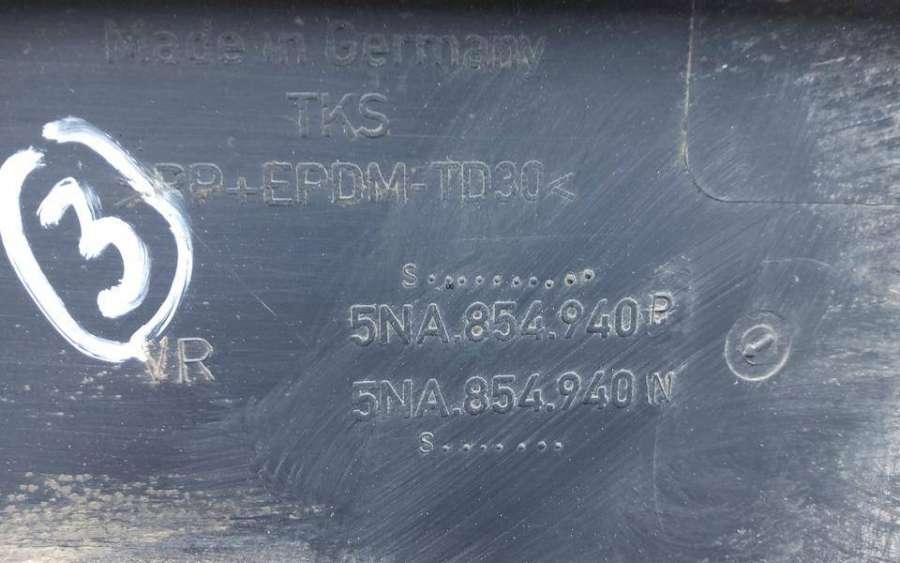 Made in Germany
TKS
>PP+EPDM-TD30<
3
S
5NA.854.940 P
VR
5NA.854.940 N
S